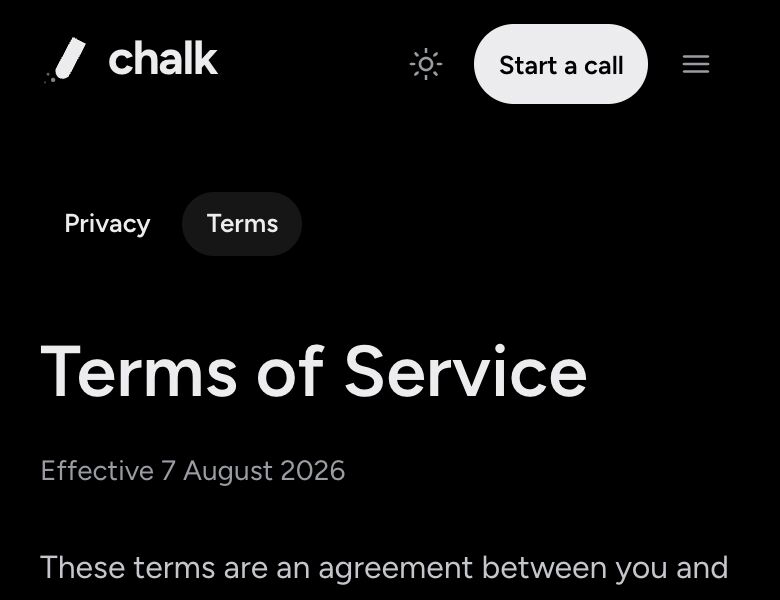 chalk
Start a call
Privacy
Terms
Terms of Service
Effective 7 August 2026
These terms are an agreement between you and